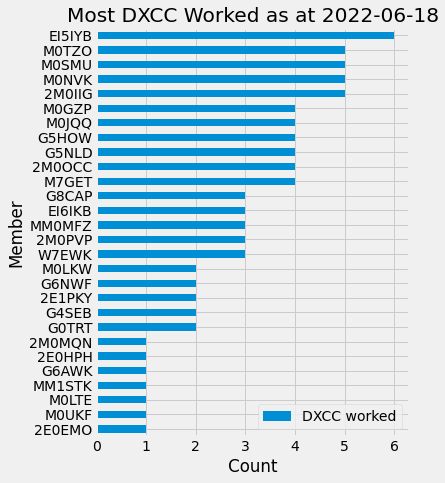 Most DXCC Worked as at 2022-06-18
EI5IYB
M0TZO
M0SMU
M0NVK
2M0IIG
M0GZP
M0JQQ
G5HOW
G5NLD
2M0OCC
M7GET
G8CAP
EI6IKB
MM0MFZ
2M0PVP
W7EWK
M0LKW
G6NWF
2E1PKY
G4SEB
G0TRT
2M0MQN
2E0HPH
G6AWK
MM1STK
M0LTE
M0UKF
2E0EMO
Member
DXCC worked
0 1 2 3 4 5 6
Count